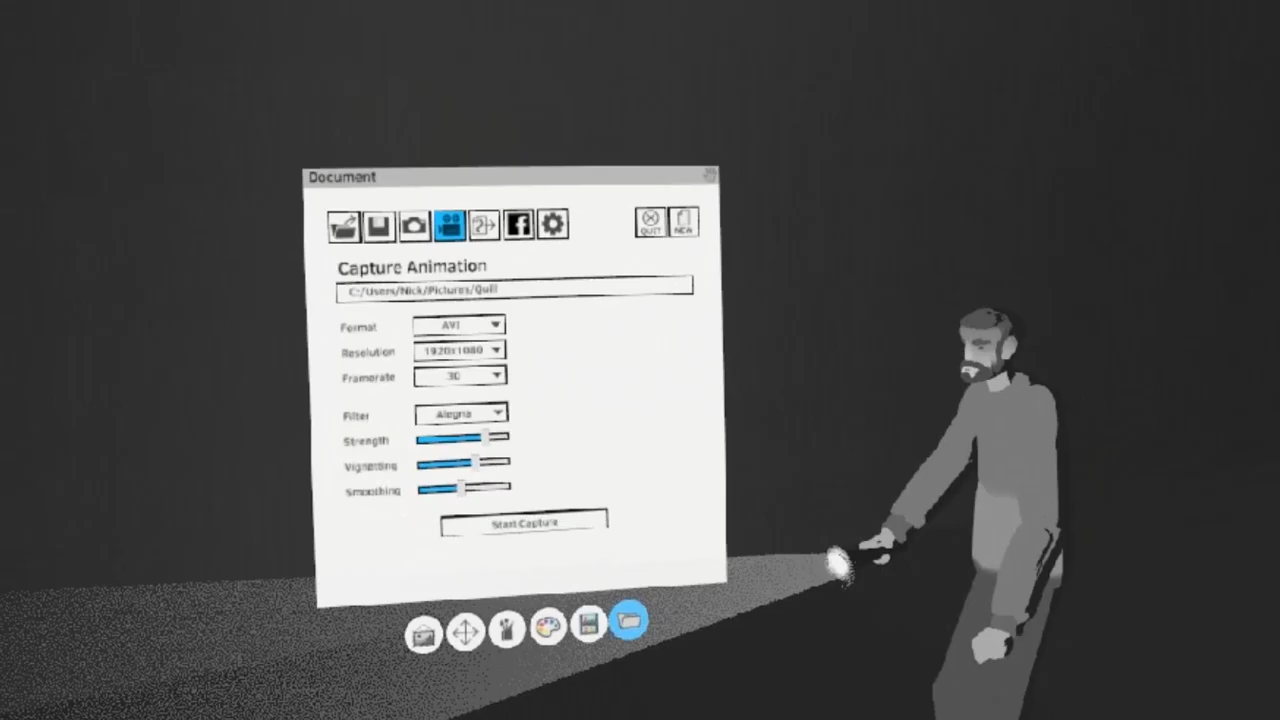 Document
QUIT NEW
Capture Animation
C:/Users/Nick/Pictures/Quill
Format AVI
Resolution 1920x1080
Framerate 30
Filter Alegria
Strength
Vignetting
Smoothing
Start Capture